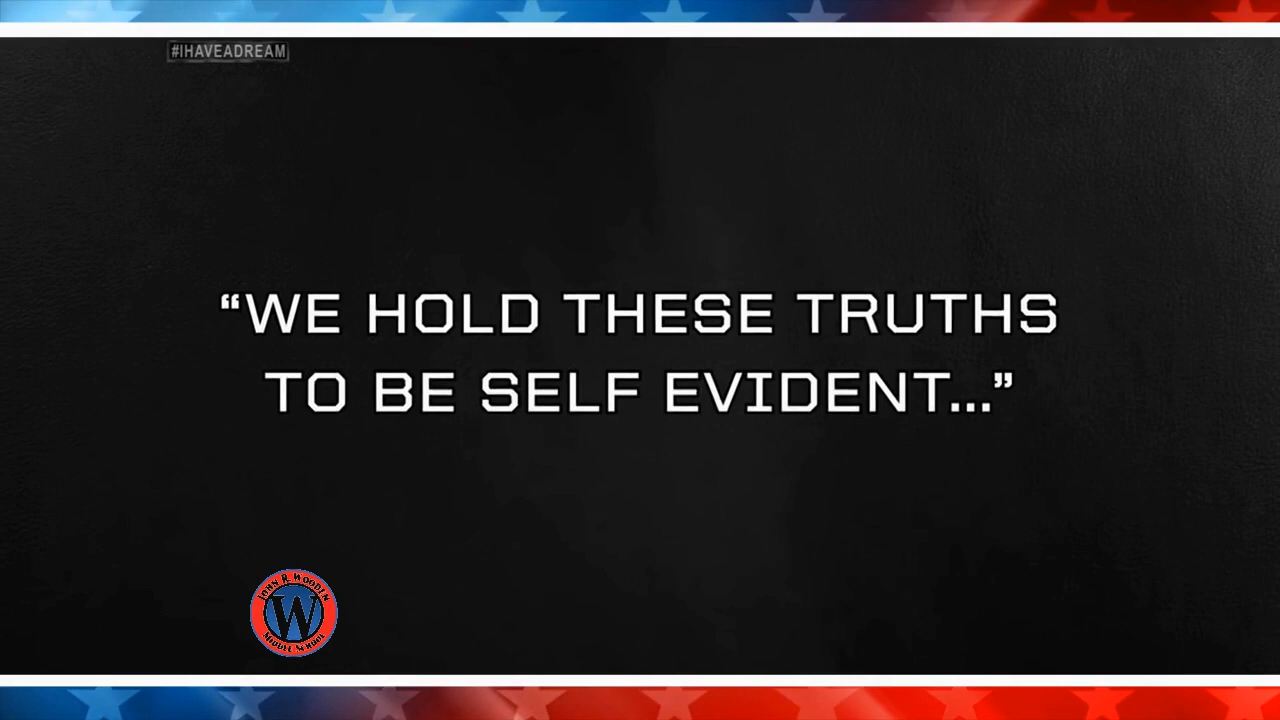 #IHAVEADREAM
“WE HOLD THESE TRUTHS
TO BE SELF EVIDENT...”
JOHN R. WOODEN
W
MIDDLE SCHOOL